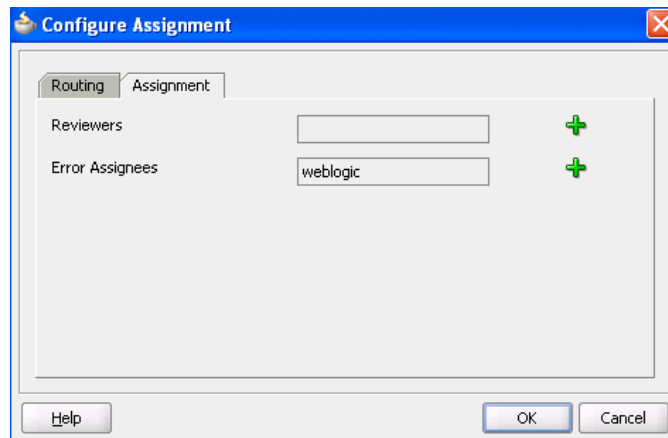 Configure Assignment
Routing Assignment
Reviewers
Error Assignees weblogic
Help OK Cancel